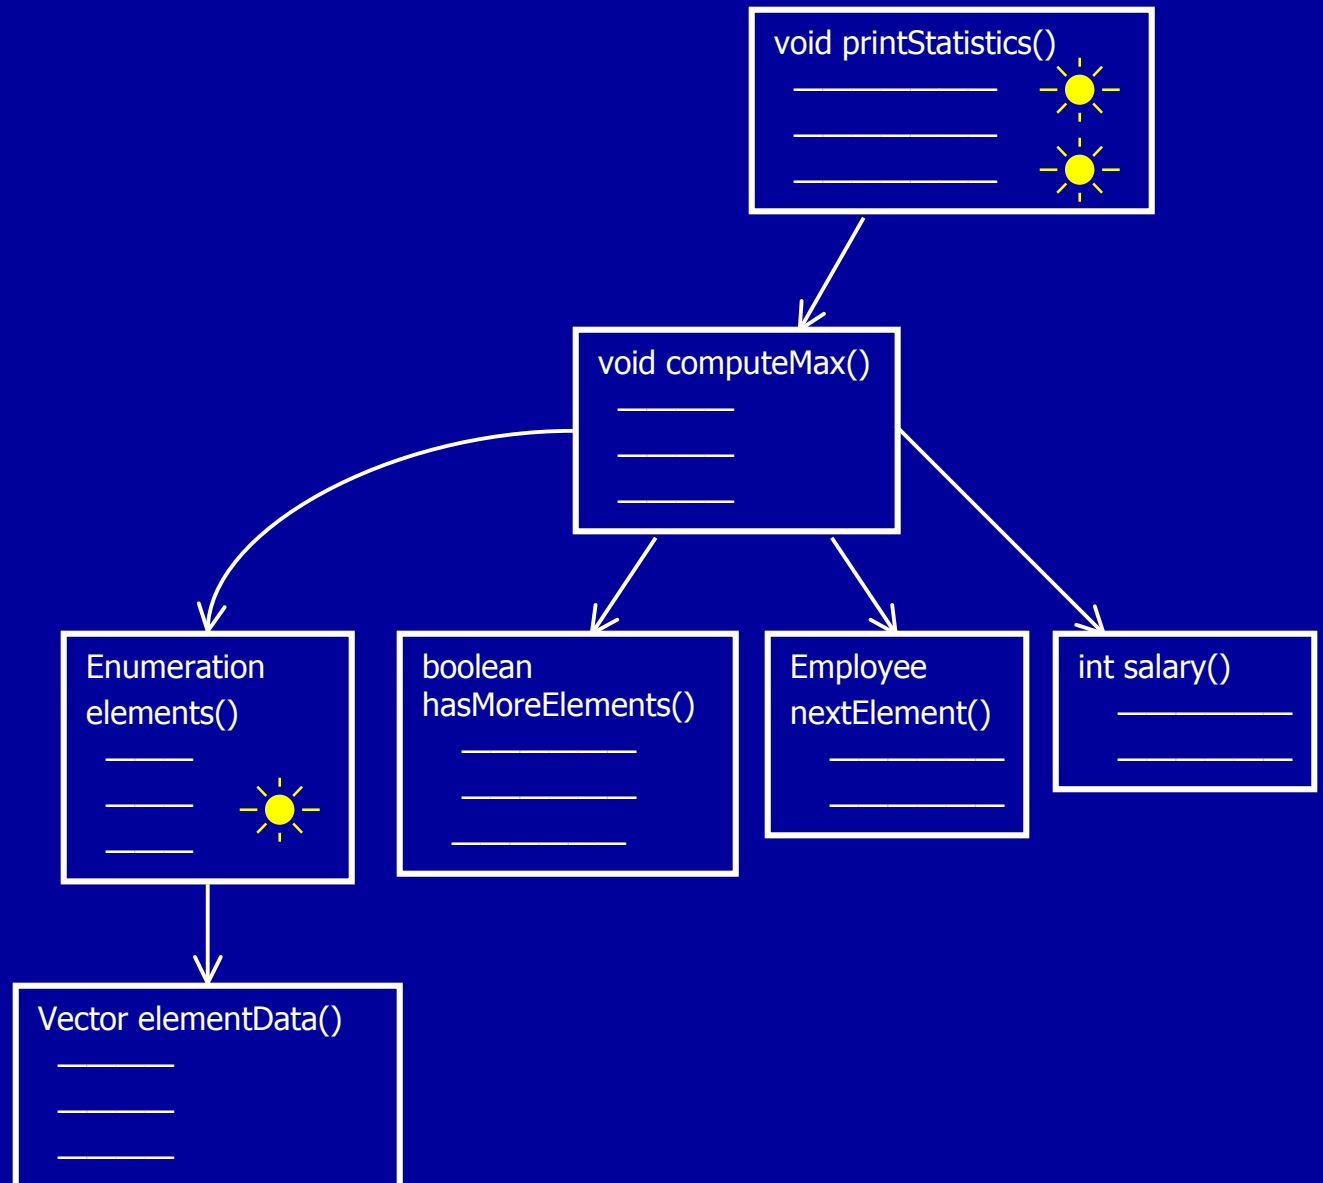 void printStatistics()
void computeMax()
Enumeration
elements()
boolean
hasMoreElements()
Employee
nextElement()
int salary()
Vector elementData()